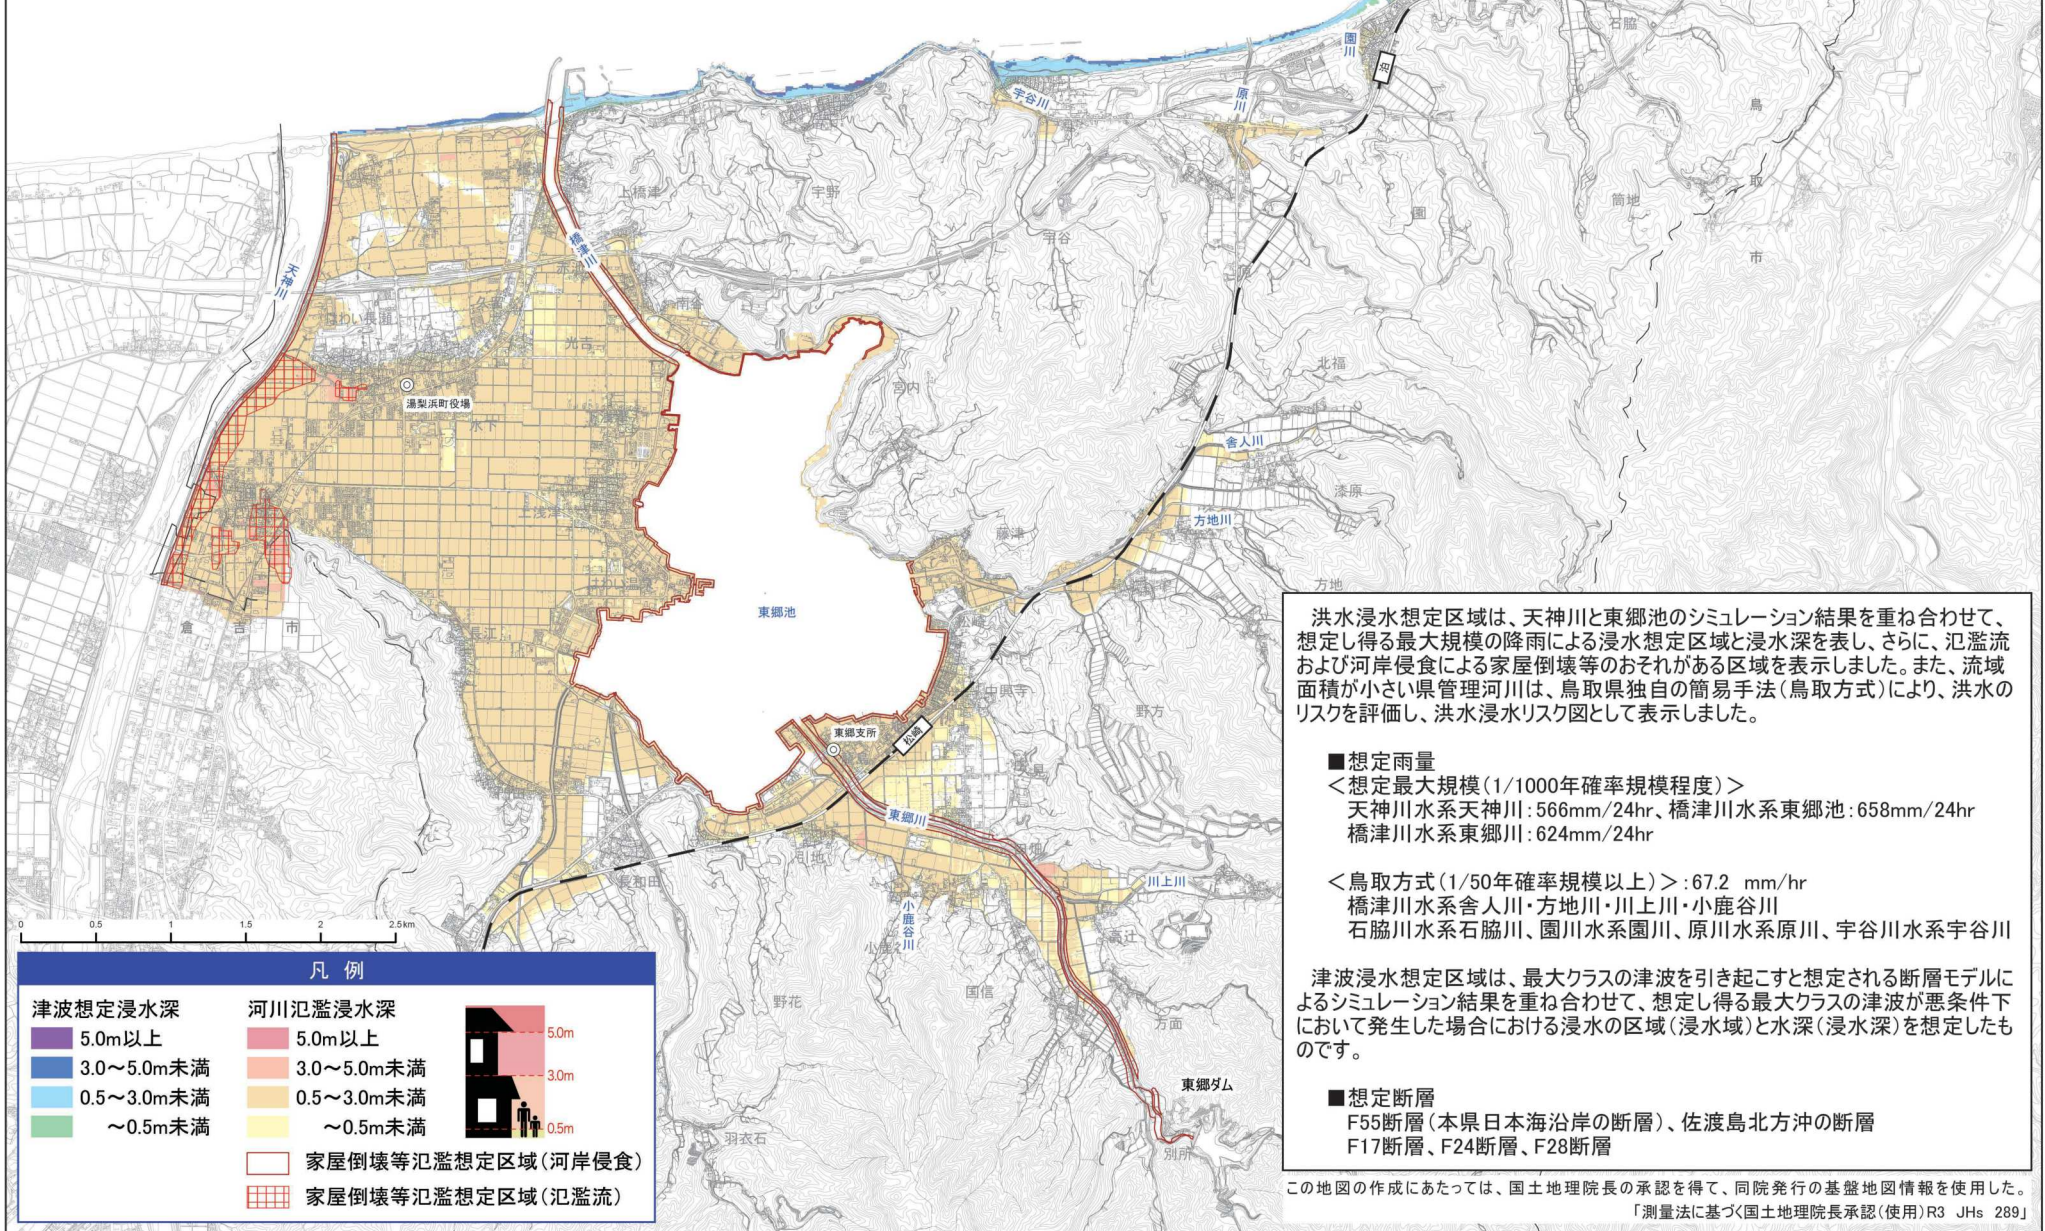 石脇
園川
泊
宇谷川
原川
鳥
取
市
上橋津
宇野
筒地
園
宇谷
橋津川
天神川
南谷
久留
はわい長瀬
光吉
北福
宮内
湯梨浜町役場
水下
舎人川
漆原
上浅津
方地川
藤津
方地
はわい温泉
東郷池
倉吉市
長江
松崎
中興寺
野方
東郷支所
松崎
東郷川
引地
田畑
長和田
川上川
小鹿谷川
高辻
国信
野花
方面
東郷ダム
羽衣石
別所
0 0.5 1 1.5 2 2.5km
凡 例
津波想定浸水深
5.0m以上
3.0～5.0m未満
0.5～3.0m未満
～0.5m未満
河川氾濫浸水深
5.0m以上
3.0～5.0m未満
0.5～3.0m未満
～0.5m未満
5.0m
3.0m
0.5m
家屋倒壊等氾濫想定区域(河岸侵食)
家屋倒壊等氾濫想定区域(氾濫流)
洪水浸水想定区域は、天神川と東郷池のシミュレーション結果を重ね合わせて、
想定し得る最大規模の降雨による浸水想定区域と浸水深を表し、さらに、氾濫流
および河岸侵食による家屋倒壊等のおそれがある区域を表示しました。また、流域
面積が小さい県管理河川は、鳥取県独自の簡易手法(鳥取方式)により、洪水の
リスクを評価し、洪水浸水リスク図として表示しました。
■想定雨量
＜想定最大規模(1/1000年確率規模程度)＞
天神川水系天神川:566mm/24hr、橋津川水系東郷池:658mm/24hr
橋津川水系東郷川:624mm/24hr
＜鳥取方式(1/50年確率規模以上)＞:67.2 mm/hr
橋津川水系舎人川・方地川・川上川・小鹿谷川
石脇川水系石脇川、園川水系園川、原川水系原川、宇谷川水系宇谷川
津波浸水想定区域は、最大クラスの津波を引き起こすと想定される断層モデルに
よるシミュレーション結果を重ね合わせて、想定し得る最大クラスの津波が悪条件下
において発生した場合における浸水の区域(浸水域)と水深(浸水深)を想定したも
のです。
■想定断層
F55断層(本県日本海沿岸の断層)、佐渡島北方沖の断層
F17断層、F24断層、F28断層
この地図の作成にあたっては、国土地理院長の承認を得て、同院発行の基盤地図情報を使用した。
「測量法に基づく国土地理院長承認(使用)R3 JHs 289」